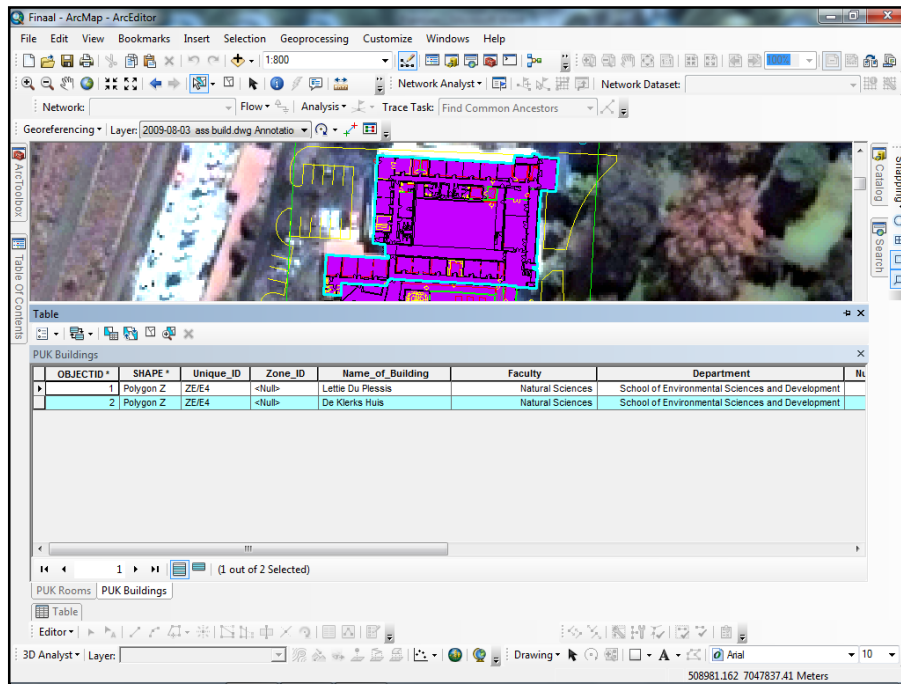 Finaal - ArcMap - ArcEditor
File Edit View Bookmarks Insert Selection Geoprocessing Customize Windows Help
1:800 100%
Network Analyst Network Dataset:
Network: Flow Analysis Trace Task: Find Common Ancestors
Georeferencing Layer: 2009-08-03 ass build.dwg Annotatio
ArcToolbox
Table of Contents
Catalog
Search
Snapping
Table
PUK Buildings
OBJECTID * SHAPE * Unique_ID Zone_ID Name_of_Building Faculty Department Nu
1 Polygon Z ZE/E4 <Null> Lettie Du Plessis Natural Sciences School of Environmental Sciences and Development
2 Polygon Z ZE/E4 <Null> De Klerks Huis Natural Sciences School of Environmental Sciences and Development
1 (1 out of 2 Selected)
PUK Rooms PUK Buildings
Table
Editor
3D Analyst Layer: Drawing A Arial 10
508981.162 7047837.41 Meters